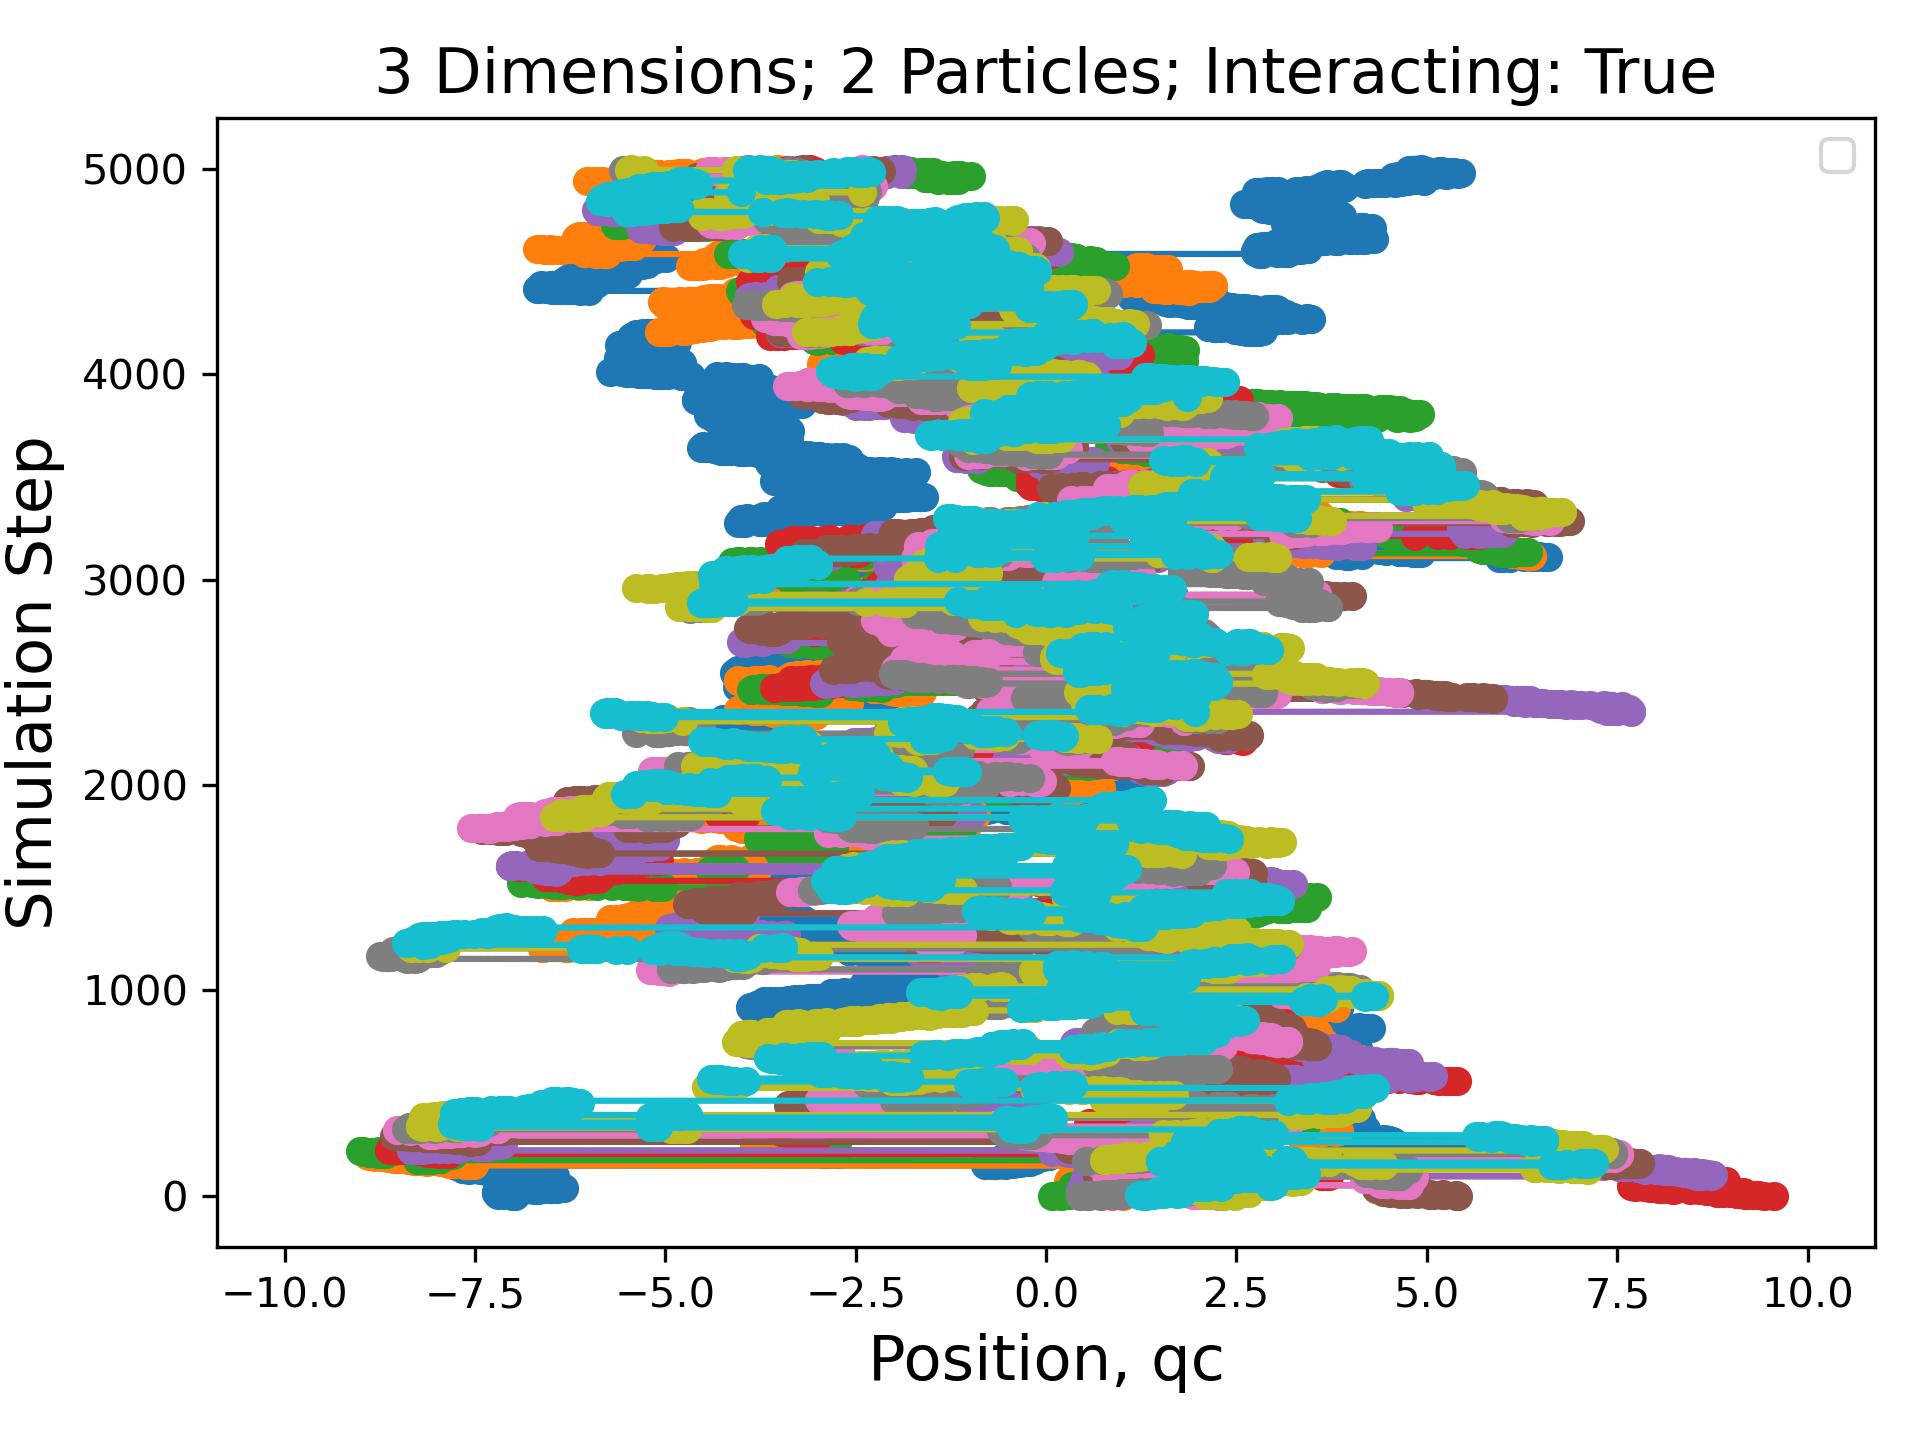 3 Dimensions; 2 Particles; Interacting: True
Simulation Step
5000
4000
3000
2000
1000
0
−10.0 −7.5 −5.0 −2.5 0.0 2.5 5.0 7.5 10.0
Position, qc